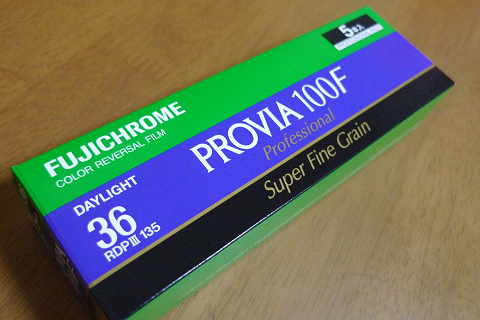 5本入
FUJICHROME
COLOR REVERSAL FILM
DAYLIGHT
36
RDPIII 135
PROVIA 100F
Professional
Super Fine Grain